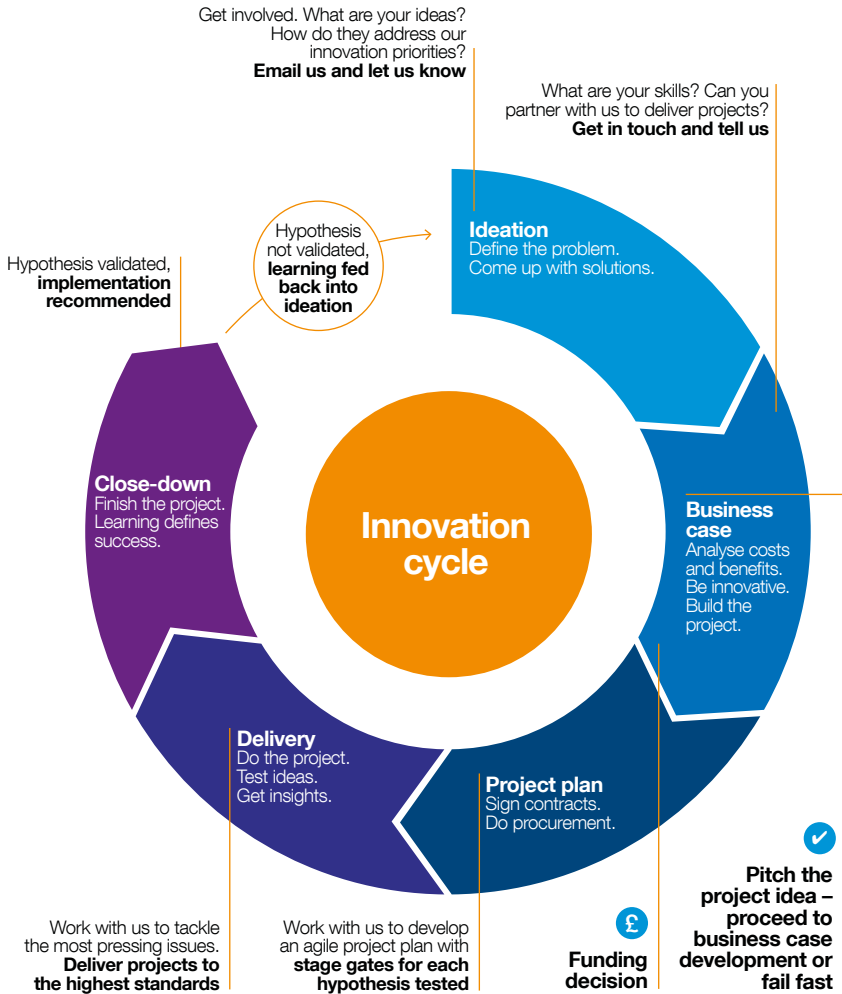 Get involved. What are your ideas?
How do they address our
innovation priorities?
Email us and let us know
What are your skills? Can you
partner with us to deliver projects?
Get in touch and tell us
Hypothesis
not validated,
learning fed
back into
ideation
Hypothesis validated,
implementation
recommended
Ideation
Define the problem.
Come up with solutions.
Close-down
Finish the project.
Learning defines
success.
Innovation
cycle
Business
case
Analyse costs
and benefits.
Be innovative.
Build the
project.
Delivery
Do the project.
Test ideas.
Get insights.
Project plan
Sign contracts.
Do procurement.
Work with us to tackle
the most pressing issues.
Deliver projects to
the highest standards
Work with us to develop
an agile project plan with
stage gates for each
hypothesis tested
£
Funding
decision
✔
Pitch the
project idea –
proceed to
business case
development or
fail fast